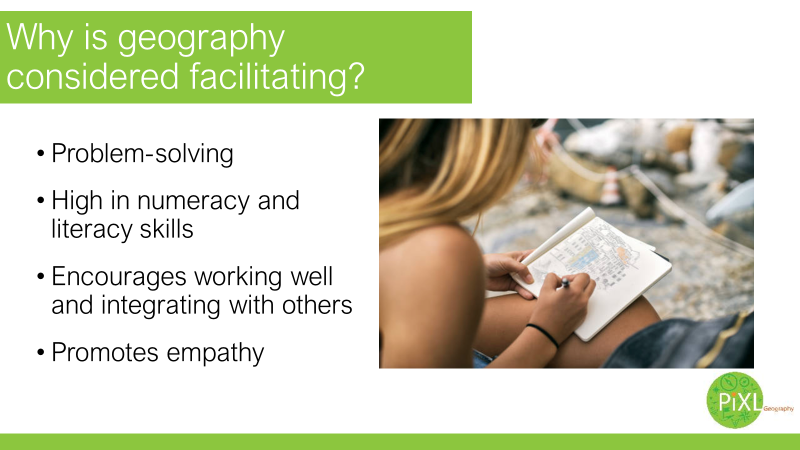 Why is geography
considered facilitating?
• Problem-solving
• High in numeracy and
literacy skills
• Encourages working well
and integrating with others
• Promotes empathy
PiXL
Geography